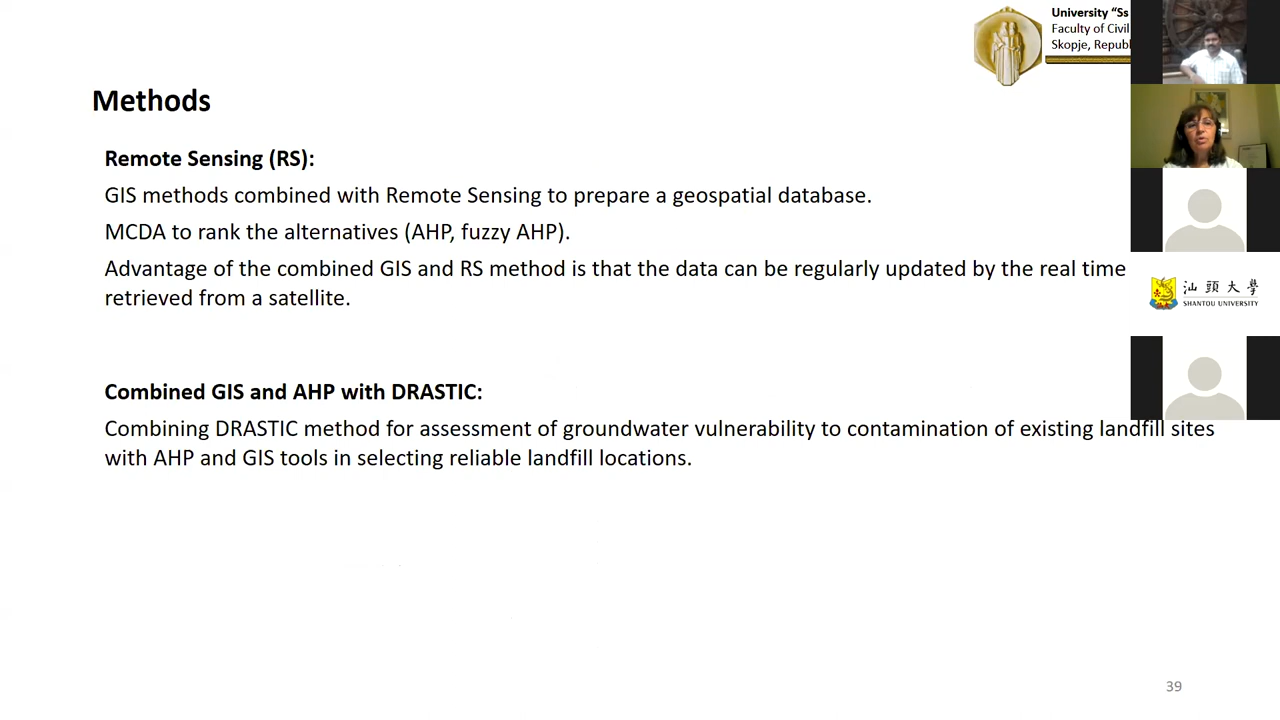 University “Ss
Faculty of Civil
Skopje, Republ
Methods
Remote Sensing (RS):
GIS methods combined with Remote Sensing to prepare a geospatial database.
MCDA to rank the alternatives (AHP, fuzzy AHP).
Advantage of the combined GIS and RS method is that the data can be regularly updated by the real time
retrieved from a satellite.
汕頭大學
SHANTOU UNIVERSITY
Combined GIS and AHP with DRASTIC:
Combining DRASTIC method for assessment of groundwater vulnerability to contamination of existing landfill sites
with AHP and GIS tools in selecting reliable landfill locations.
39